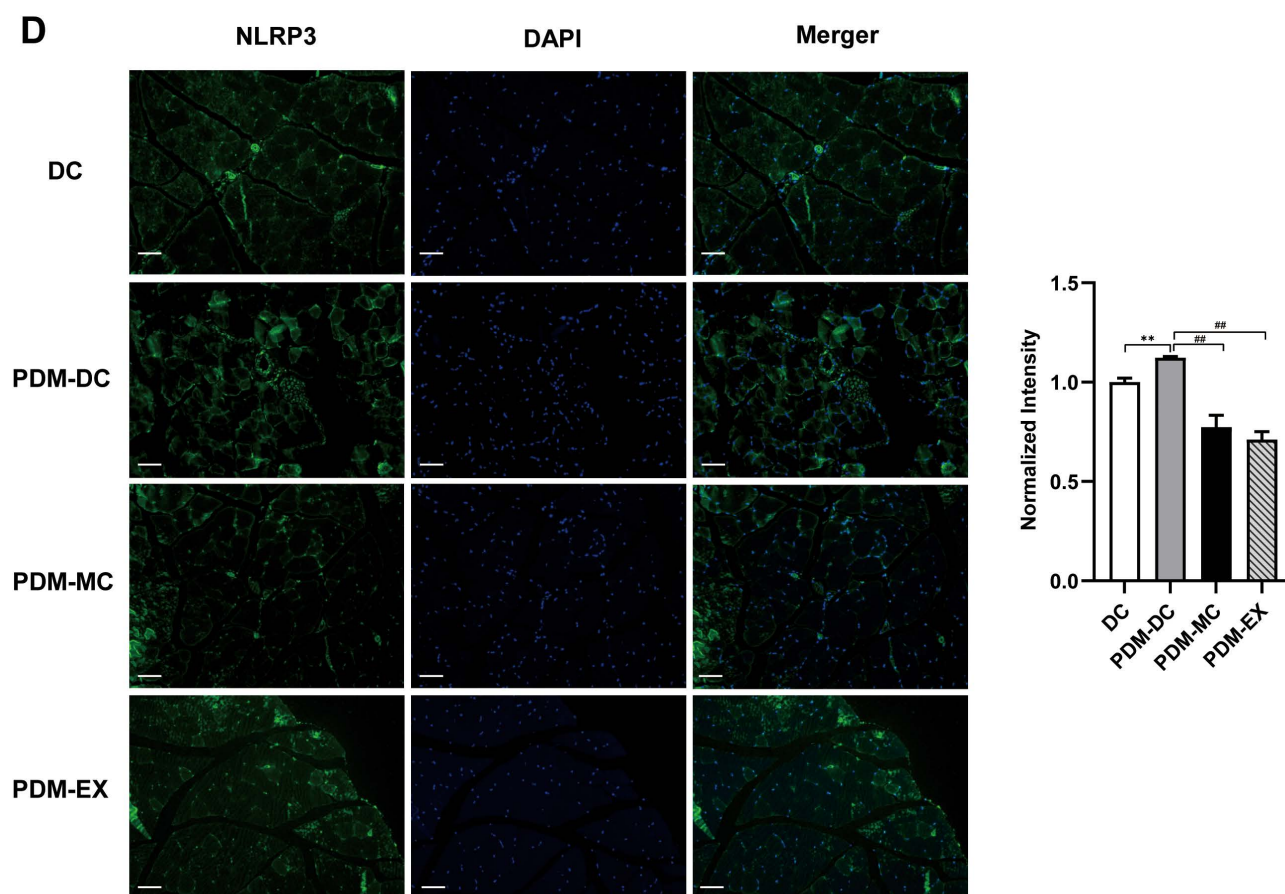 D
NLRP3 DAPI Merger
DC
PDM-DC
PDM-MC
PDM-EX
Normalized Intensity
1.5
1.0
0.5
0.0
**
##
##
DC PDM-DC PDM-MC PDM-EX